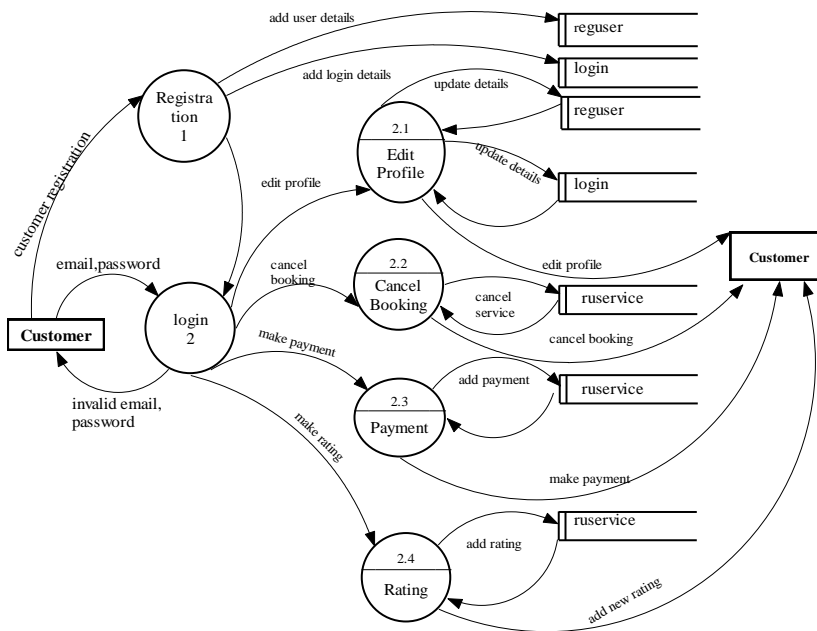 add user details
reguser
add login details
login
update details
reguser
Registra
tion
1
2.1
Edit
Profile
update details
login
customer registration
edit profile
email,password
cancel
booking
2.2
Cancel
Booking
cancel
service
ruservice
edit profile
Customer
cancel booking
login
2
Customer
make payment
add payment
ruservice
2.3
Payment
invalid email,
password
make rating
make payment
ruservice
add rating
2.4
Rating
add new rating